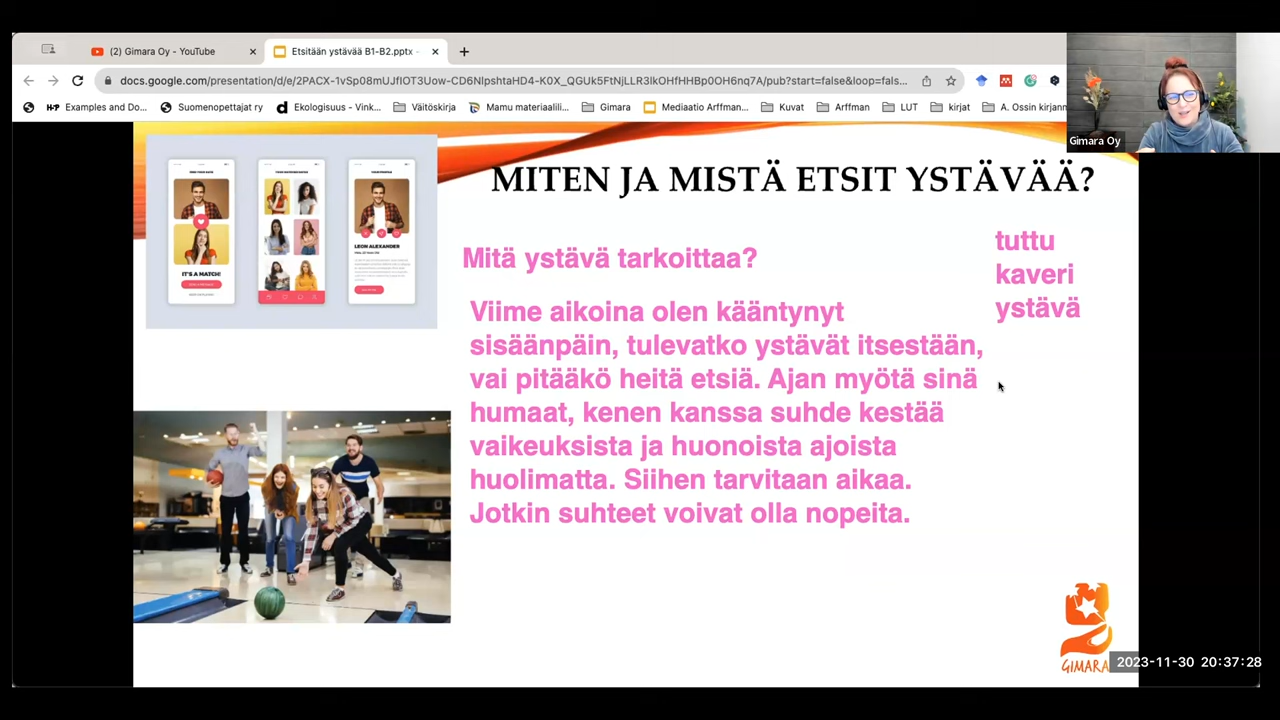 (2) Gimara Oy - YouTube
Etsitään ystävää B1-B2.pptx -
docs.google.com/presentation/d/e/2PACX-1vSp08mUJfIOT3Uow-CD6NlpshtaHD4-K0X_QGUk5FtNjLLR3lkOHfHHBp0OH6nq7A/pub?start=false&loop=fals...
Examples and Do...
Suomenopettajat ry
Ekologisuus - Vink...
Väitöskirja
Mamu materiaalili...
Gimara
Mediaatio Arffman...
Kuvat
Arffman
LUT
kirjat
A. Ossin kirjann
Gimara Oy
MITEN JA MISTÄ ETSIT YSTÄVÄÄ?
IT'S A MATCH!
LEON ALEXANDER
Mitä ystävä tarkoittaa?
tuttu
kaveri
ystävä
Viime aikoina olen kääntynyt
sisäänpäin, tulevatko ystävät itsestään,
vai pitääkö heitä etsiä. Ajan myötä sinä
humaat, kenen kanssa suhde kestää
vaikeuksista ja huonoista ajoista
huolimatta. Siihen tarvitaan aikaa.
Jotkin suhteet voivat olla nopeita.
GIMARA
2023-11-30 20:37:28